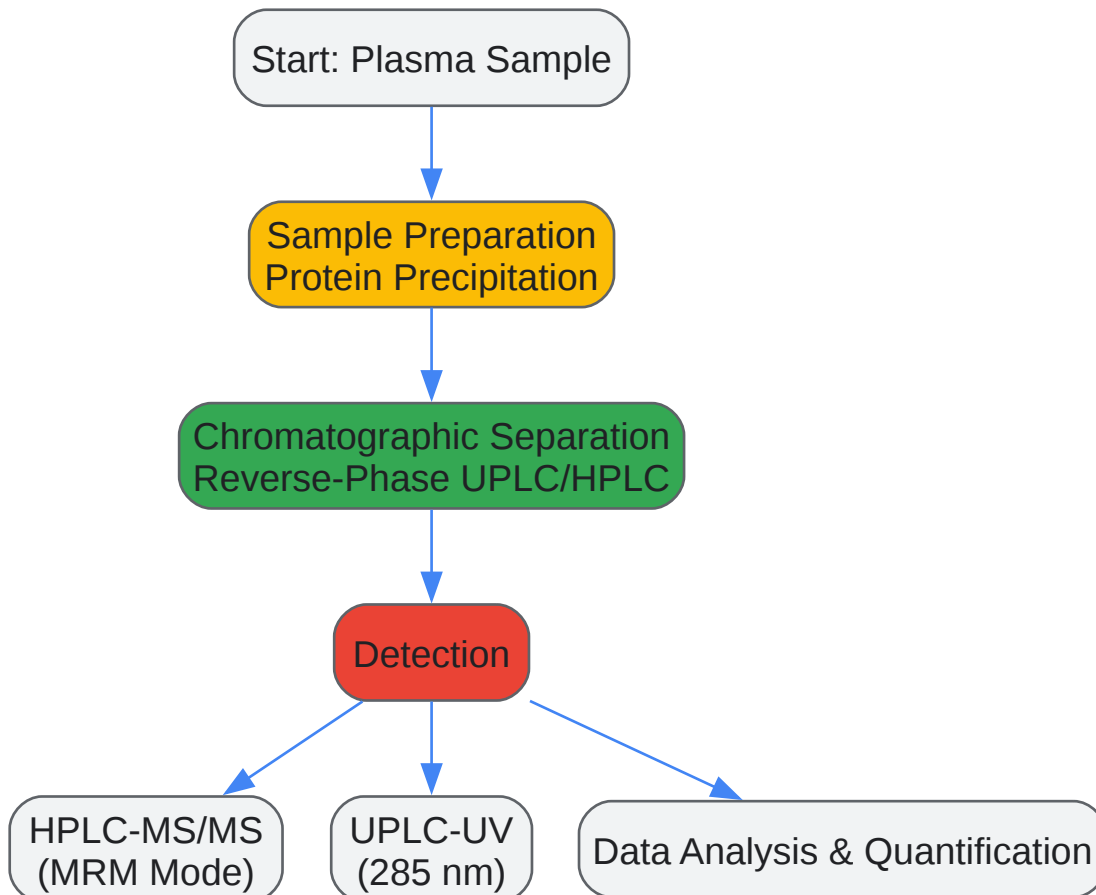 Start: Plasma Sample
Sample Preparation
Protein Precipitation
Chromatographic Separation
Reverse-Phase UPLC/HPLC
Detection
HPLC-MS/MS
(MRM Mode)
UPLC-UV
(285 nm)
Data Analysis & Quantification